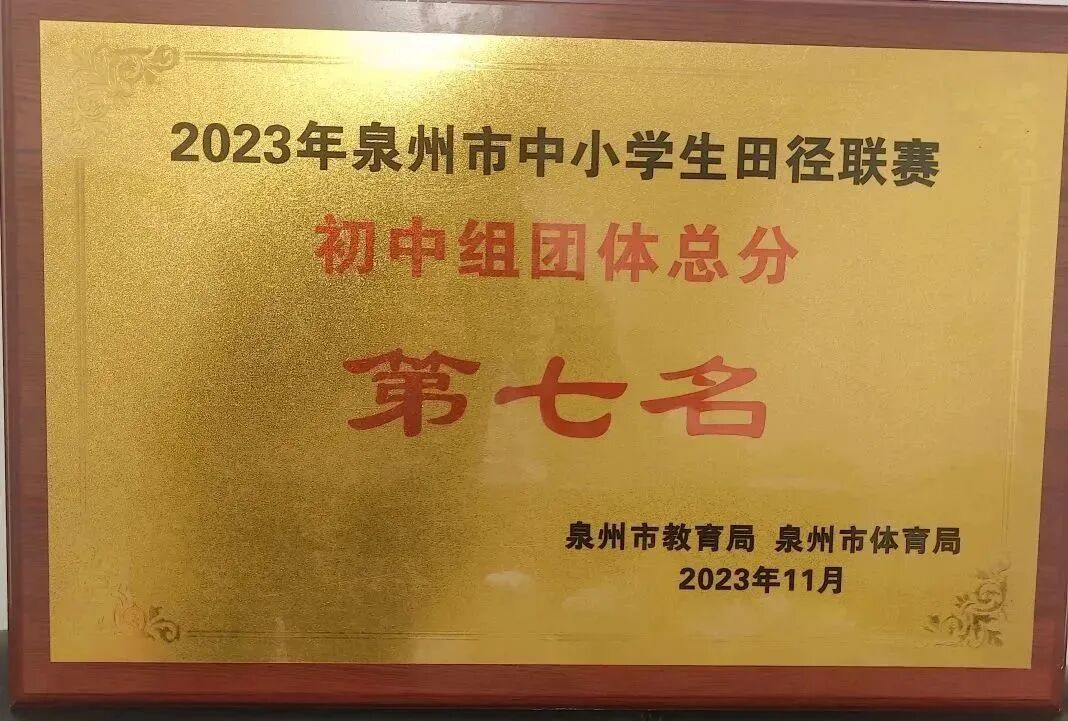 2023年泉州市中小学生田径联赛
初中组团体总分
第七名
泉州市教育局 泉州市体育局
2023年11月